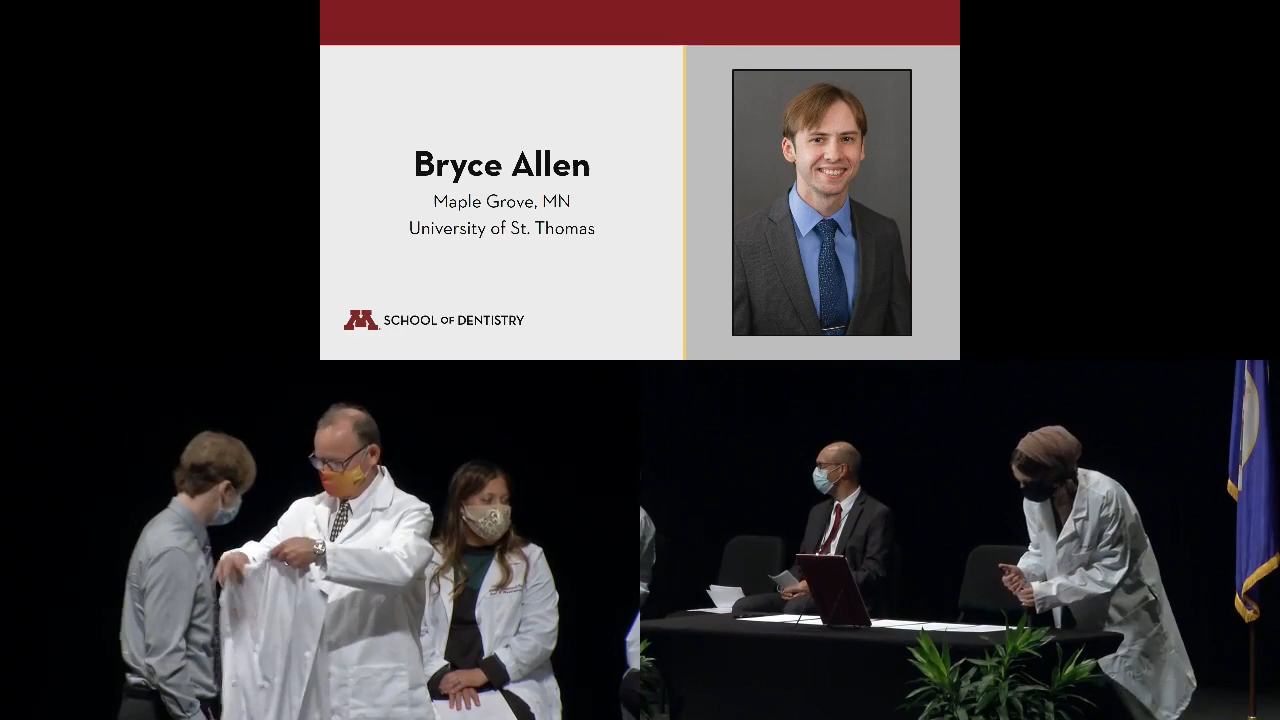 Bryce Allen
Maple Grove, MN
University of St. Thomas
M SCHOOL OF DENTISTRY